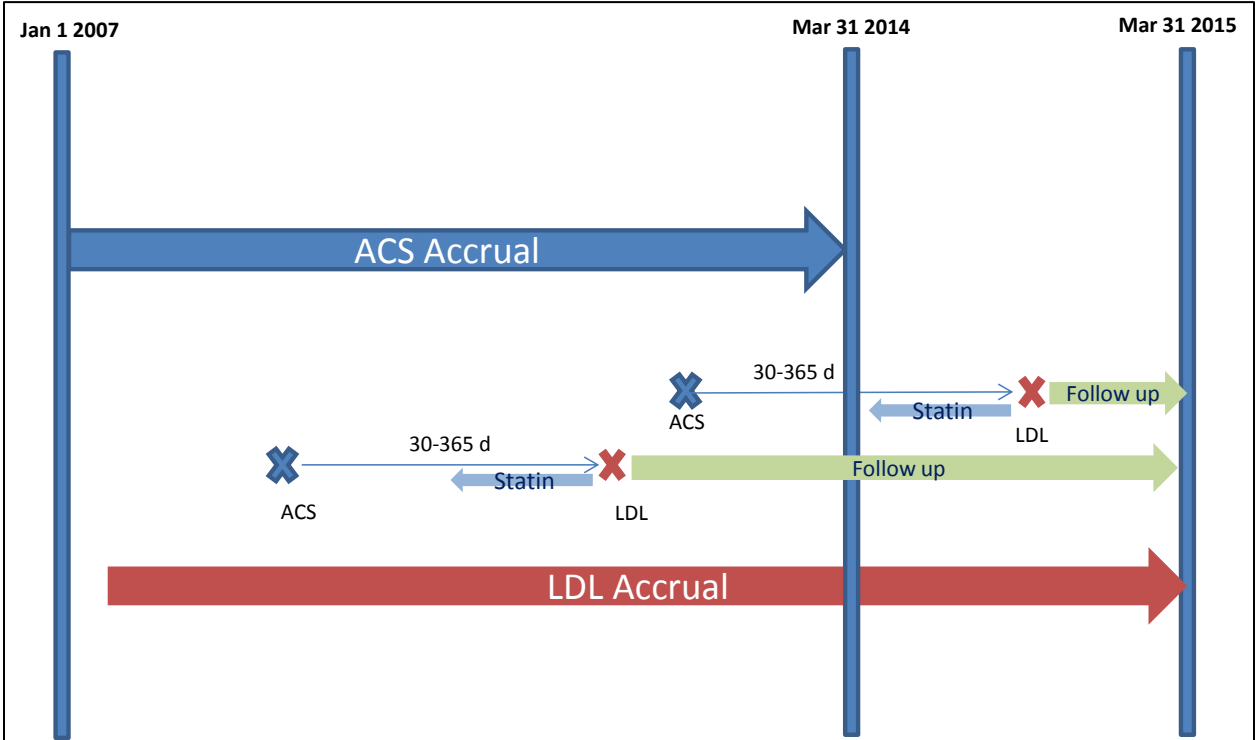 Jan 1 2007
Mar 31 2014
Mar 31 2015
ACS Accrual
30-365 d
Follow up
Statin
ACS
LDL
30-365 d
Follow up
Statin
ACS
LDL
LDL Accrual